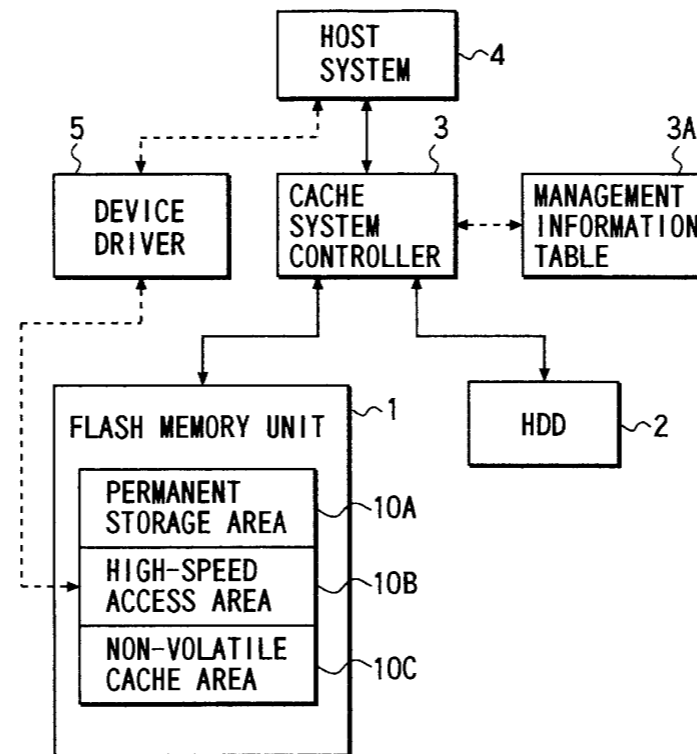 HOST
SYSTEM
4
5
3
3A
DEVICE
DRIVER
CACHE
SYSTEM
CONTROLLER
MANAGEMENT
INFORMATION
TABLE
1
FLASH MEMORY UNIT
HDD
2
PERMANENT
STORAGE AREA
10A
HIGH-SPEED
ACCESS AREA
10B
NON-VOLATILE
CACHE AREA
10C